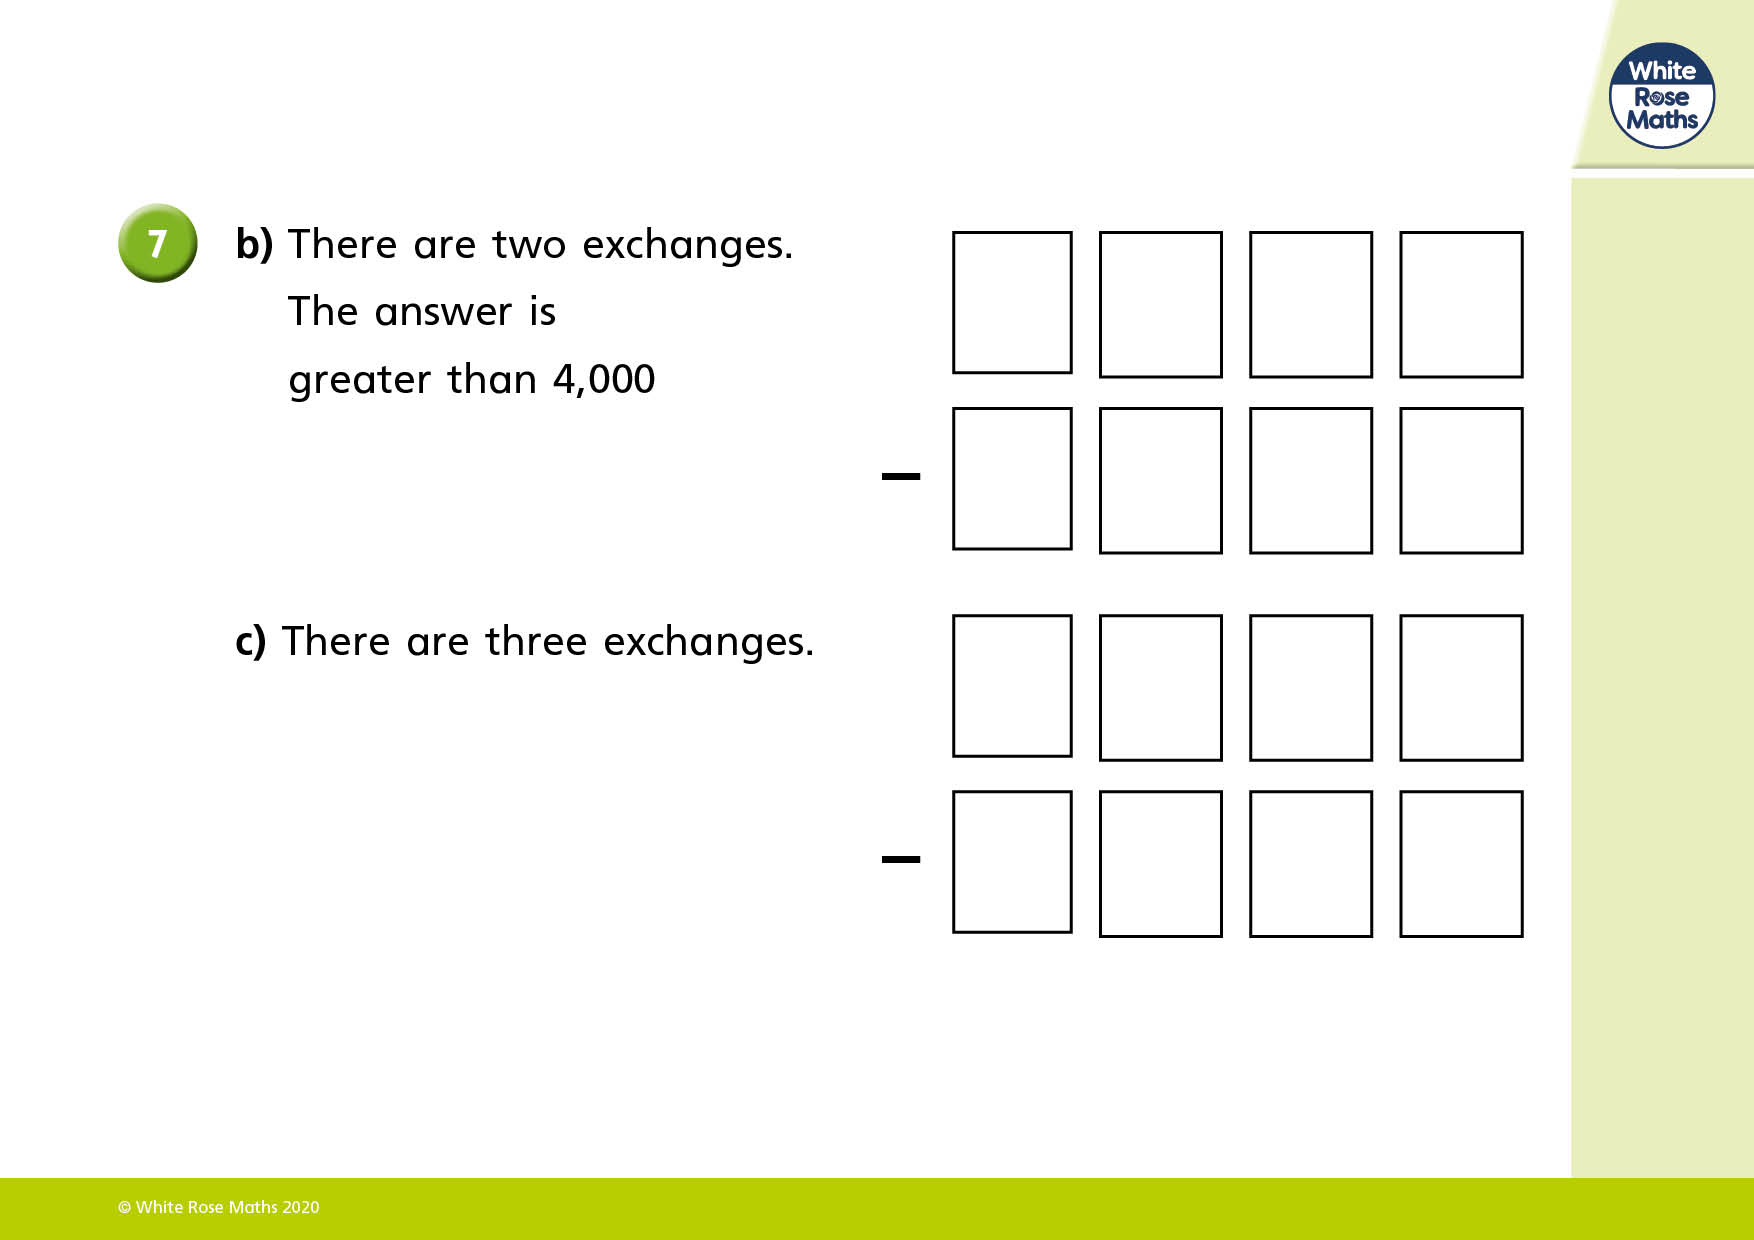 White
Rose
Maths
7
b) There are two exchanges.
The answer is
greater than 4,000
–
c) There are three exchanges.
–
© White Rose Maths 2020